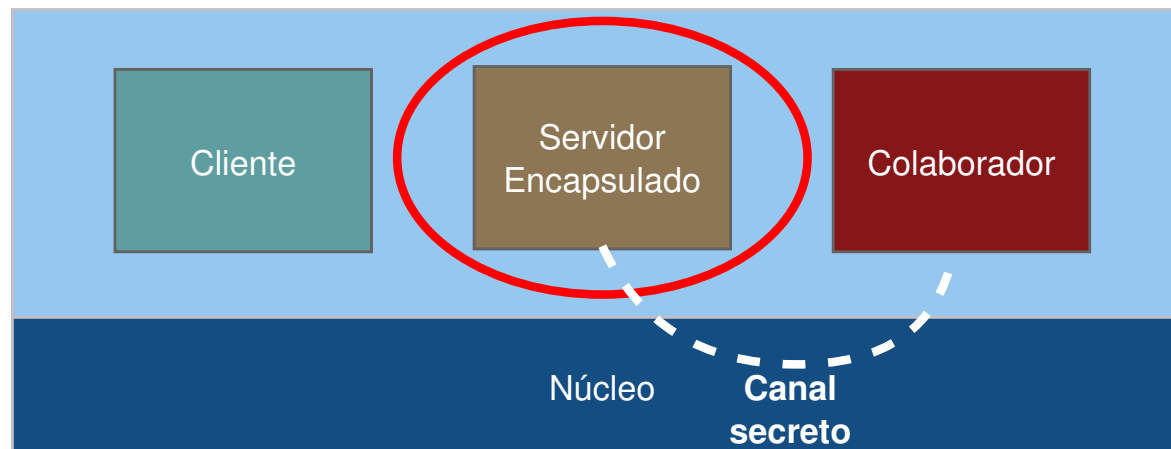 Cliente
Servidor
Encapsulado
Colaborador
Núcleo
Canal
secreto